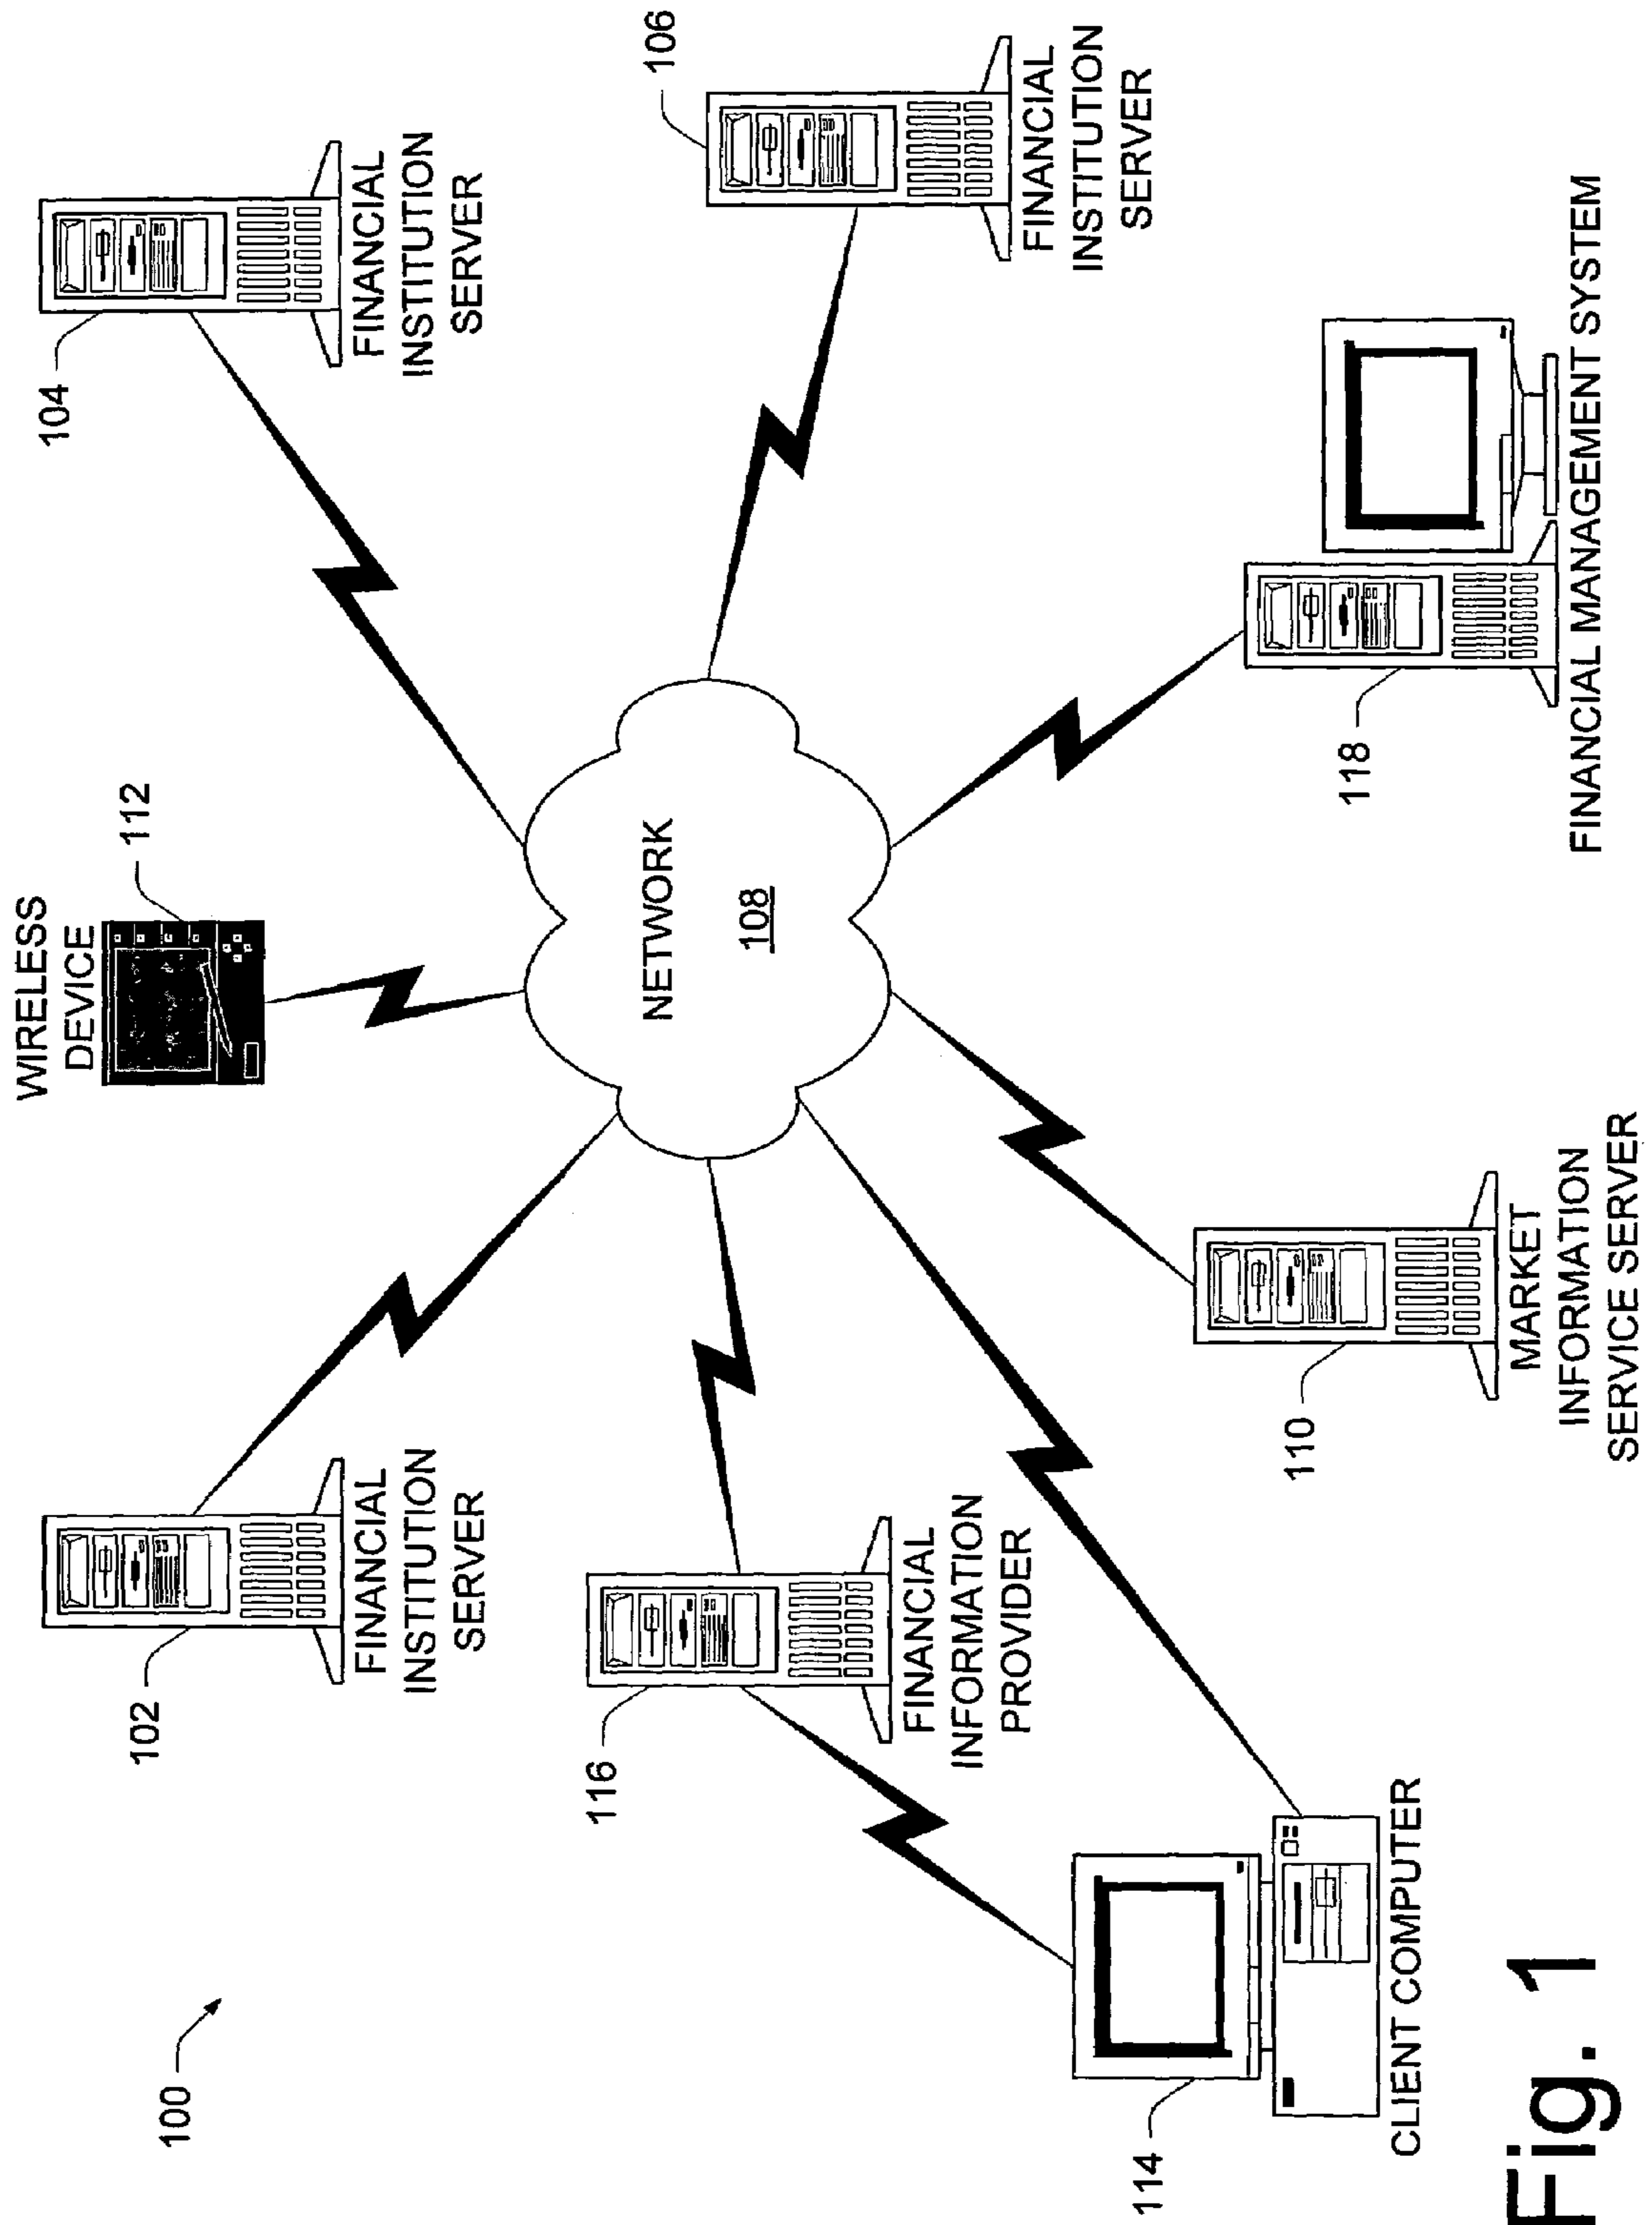 100
WIRELESS
DEVICE
112
104
FINANCIAL
INSTITUTION
SERVER
102
FINANCIAL
INSTITUTION
SERVER
106
FINANCIAL
INSTITUTION
SERVER
NETWORK
108
116
FINANCIAL
INFORMATION
PROVIDER
114
CLIENT COMPUTER
110
MARKET
INFORMATION
SERVICE SERVER
118
FINANCIAL MANAGEMENT SYSTEM
Fig. 1